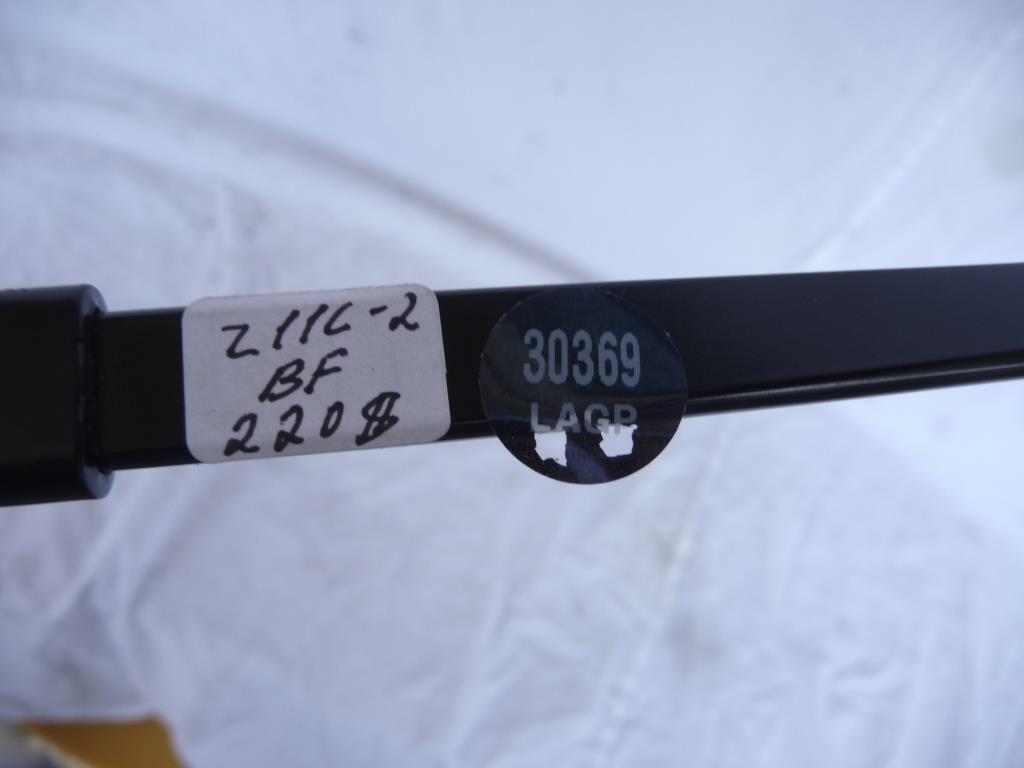 Z11C-2
BF
220$
30369
LAGP